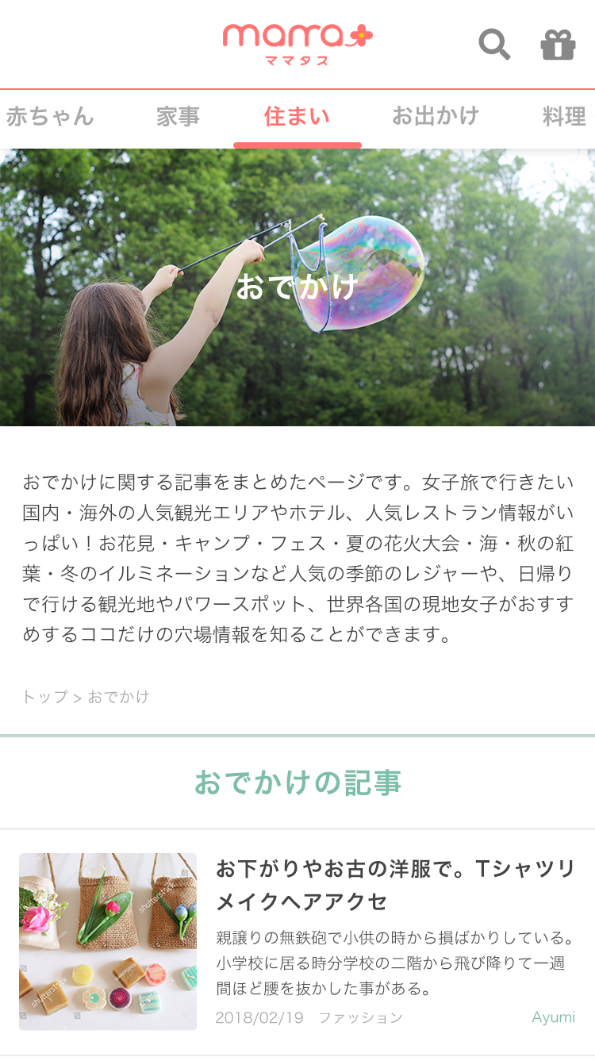 mama
ママタス
赤ちゃん 家事 住まい お出かけ 料理
おでかけ
おでかけに関する記事をまとめたページです。女子旅で行きたい
国内・海外の人気観光エリアやホテル、人気レストラン情報がい
っぱい！お花見・キャンプ・フェス・夏の花火大会・海・秋の紅
葉・冬のイルミネーションなど人気の季節のレジャーや、日帰り
で行ける観光地やパワースポット、世界各国の現地女子がおすす
めするココだけの穴場情報を知ることができます。
トップ > おでかけ
おでかけの記事
お下がりやお古の洋服で。Tシャツリ
メイクヘアアクセ
親譲りの無鉄砲で小供の時から損ばかりしている。
小学校に居る時分学校の二階から飛び降りて一週
間ほど腰を抜かした事がある。
2018/02/19 ファッション Ayumi
shutterstock
shutterstock
shutterstock